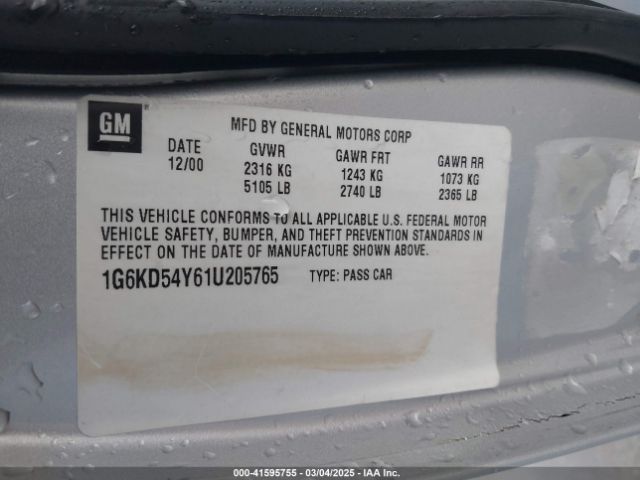 GM
MFD BY GENERAL MOTORS CORP
DATE GVWR GAWR FRT GAWR RR
12/00 2316 KG 1243 KG 1073 KG
5105 LB 2740 LB 2365 LB
THIS VEHICLE CONFORMS TO ALL APPLICABLE U.S. FEDERAL MOTOR
VEHICLE SAFETY, BUMPER, AND THEFT PREVENTION STANDARDS IN
EFFECT ON THE DATE OF MANUFACTURE SHOWN ABOVE.
1G6KD54Y61U205765 TYPE: PASS CAR
000-41595755 — 03/04/2025 — IAA Inc.